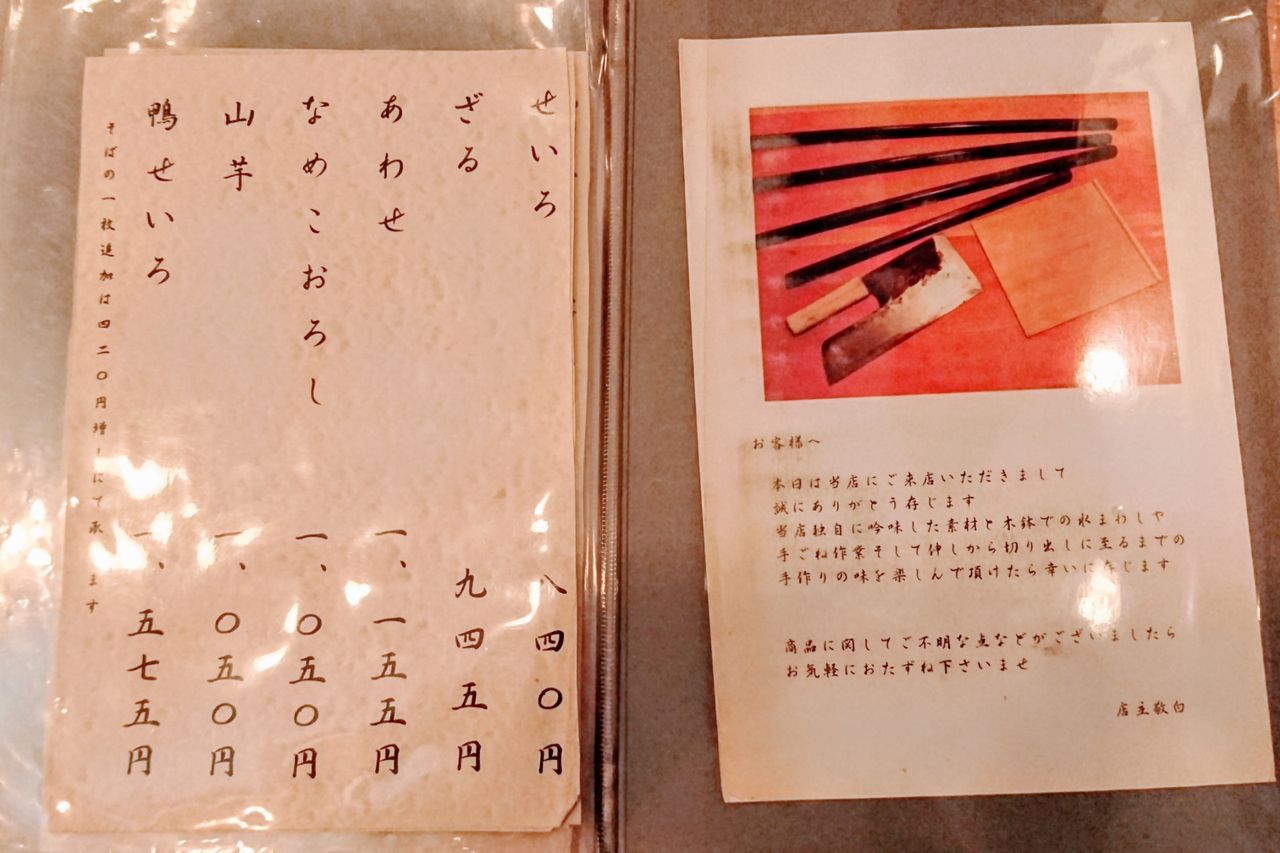 せいろ 八四〇円
ざる 九四五円
あわせ 一、一五五円
なめこおろし 一、〇五〇円
山芋 一、〇五〇円
鴨せいろ 一、五七五円
そばの一枚追加は四二〇円増しにて承 ます
お客様へ
本日は当店にご来店いただきまして
誠にありがとう存じます
当店独自に吟味した素材と木鉢での水まわしや
手ごね作業そして伸しから切り出しに至るまでの
手作りの味を楽しんで頂けたら幸いに存じます
商品に関してご不明な点などがございましたら
お気軽におたずね下さいませ
店主敬白